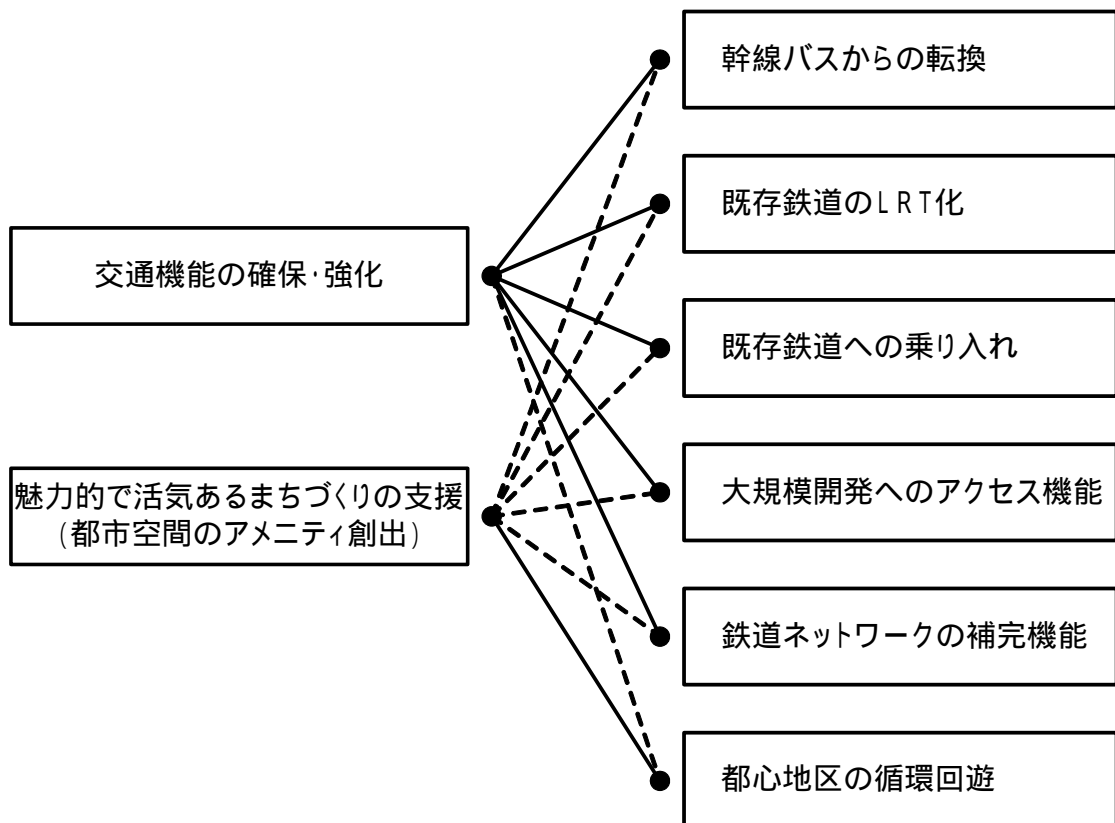 幹線バスからの転換
既存鉄道のLRT化
交通機能の確保・強化
既存鉄道への乗り入れ
大規模開発へのアクセス機能
魅力的で活気あるまちづくりの支援
(都市空間のアメニティ創出)
鉄道ネットワークの補完機能
都心地区の循環回遊